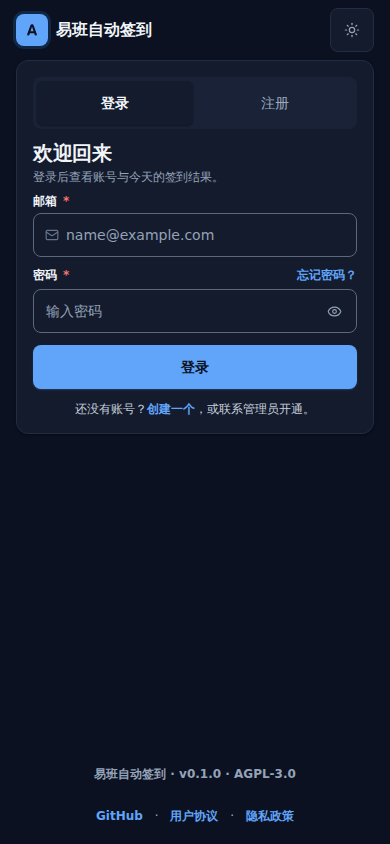 A 易班自动签到
登录 注册
欢迎回来
登录后查看账号与今天的签到结果。
邮箱 *
name@example.com
密码 * 忘记密码？
输入密码
登录
还没有账号？创建一个，或联系管理员开通。
易班自动签到 · v0.1.0 · AGPL-3.0
GitHub · 用户协议 · 隐私政策